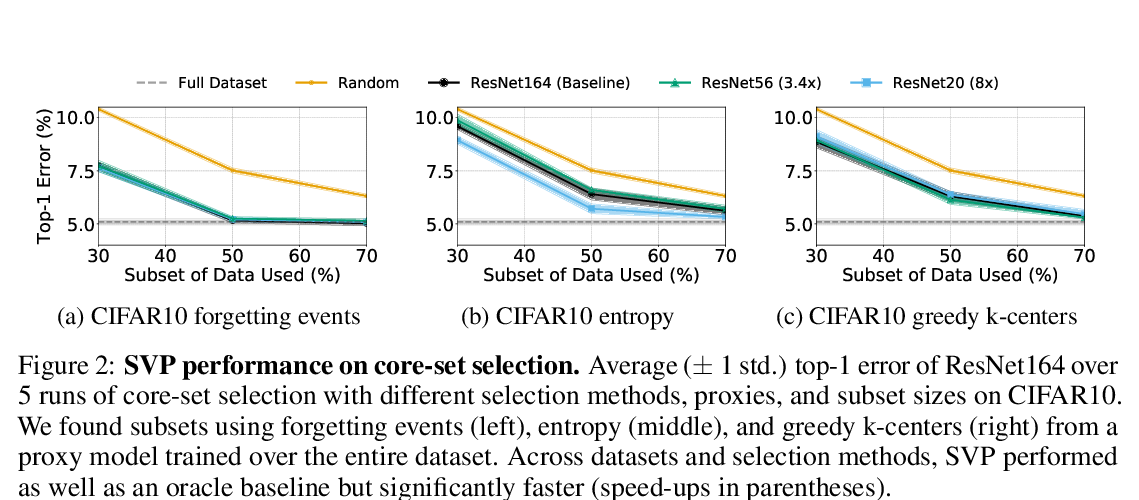 Full Dataset Random ResNet164 (Baseline) ResNet56 (3.4x) ResNet20 (8x)
Top-1 Error (%)
10.0
7.5
5.0
30 40 50 60 70
Subset of Data Used (%)
(a) CIFAR10 forgetting events
10.0
7.5
5.0
30 40 50 60 70
Subset of Data Used (%)
(b) CIFAR10 entropy
10.0
7.5
5.0
30 40 50 60 70
Subset of Data Used (%)
(c) CIFAR10 greedy k-centers
Figure 2: SVP performance on core-set selection. Average (± 1 std.) top-1 error of ResNet164 over
5 runs of core-set selection with different selection methods, proxies, and subset sizes on CIFAR10.
We found subsets using forgetting events (left), entropy (middle), and greedy k-centers (right) from a
proxy model trained over the entire dataset. Across datasets and selection methods, SVP performed
as well as an oracle baseline but significantly faster (speed-ups in parentheses).